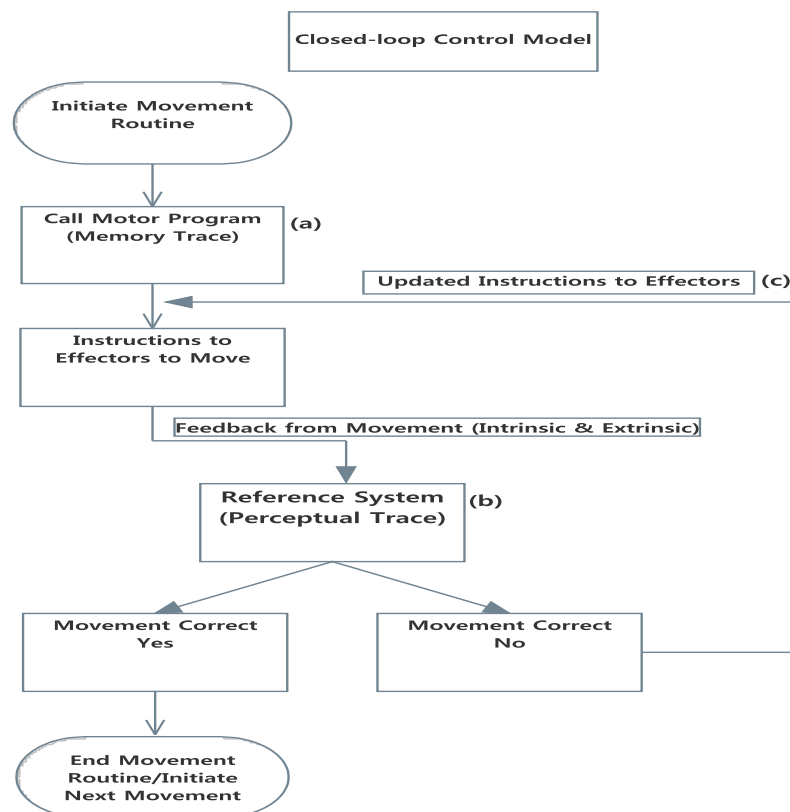 Closed-loop Control Model
Initiate Movement
Routine
Call Motor Program
(Memory Trace)
(a)
Updated Instructions to Effectors
(c)
Instructions to
Effectors to Move
Feedback from Movement (Intrinsic & Extrinsic)
Reference System
(Perceptual Trace)
(b)
Movement Correct
Yes
Movement Correct
No
End Movement
Routine/Initiate
Next Movement